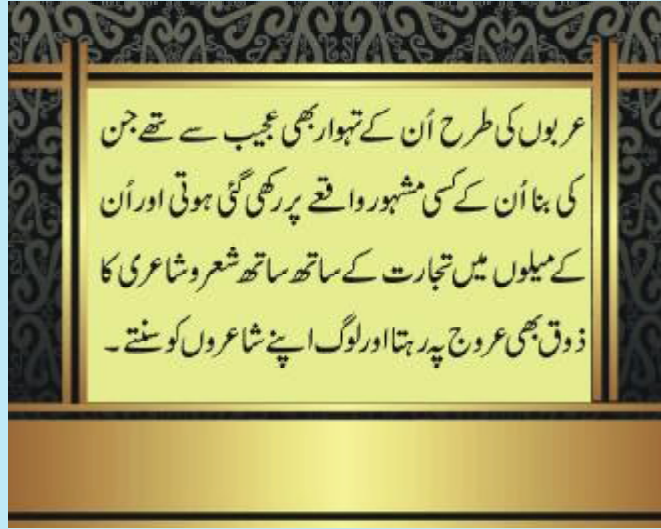 عربوں کی طرح اُن کے تہوار بھی عجیب سے تھے جن
کی بنا اُن کے کسی مشہور واقعے پر رکھی گئی ہوتی اور اُن
کے میلوں میں تجارت کے ساتھ ساتھ شعر و شاعری کا
ذوق بھی عروج پہ رہتا اور لوگ اپنے شاعروں کو سنتے ۔